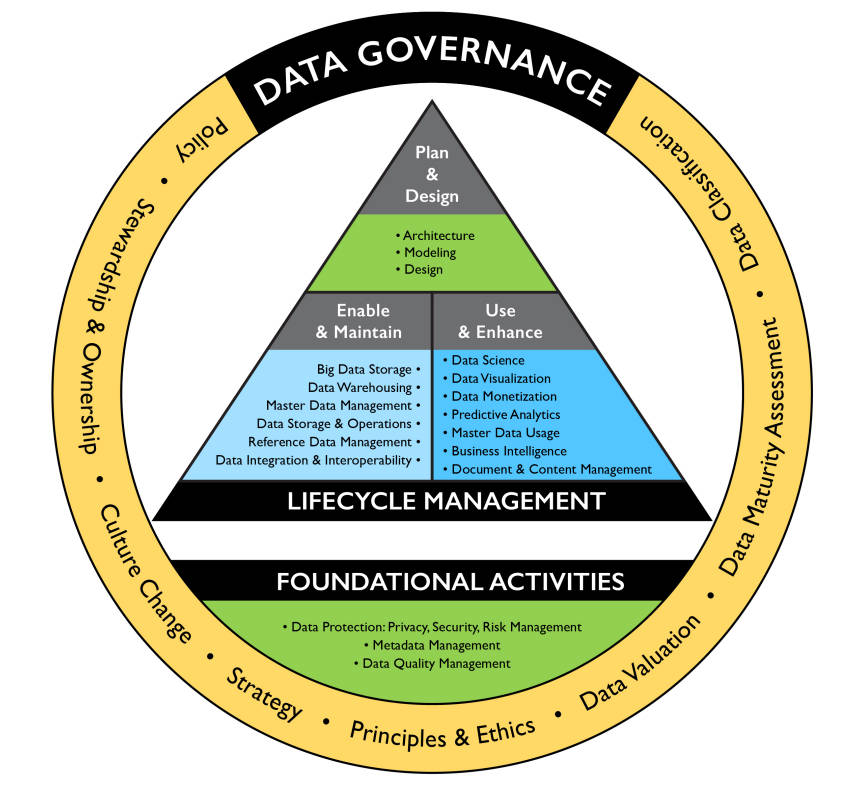 DATA GOVERNANCE
Policy • Stewardship & Ownership • Culture Change • Strategy • Principles & Ethics • Data Valuation • Data Maturity Assessment • Data Classification
Plan
&
Design
• Architecture
• Modeling
• Design
Enable
& Maintain
Big Data Storage •
Data Warehousing •
Master Data Management •
Data Storage & Operations •
Reference Data Management •
Data Integration & Interoperability •
Use
& Enhance
• Data Science
• Data Visualization
• Data Monetization
• Predictive Analytics
• Master Data Usage
• Business Intelligence
• Document & Content Management
LIFECYCLE MANAGEMENT
FOUNDATIONAL ACTIVITIES
• Data Protection: Privacy, Security, Risk Management
• Metadata Management
• Data Quality Management